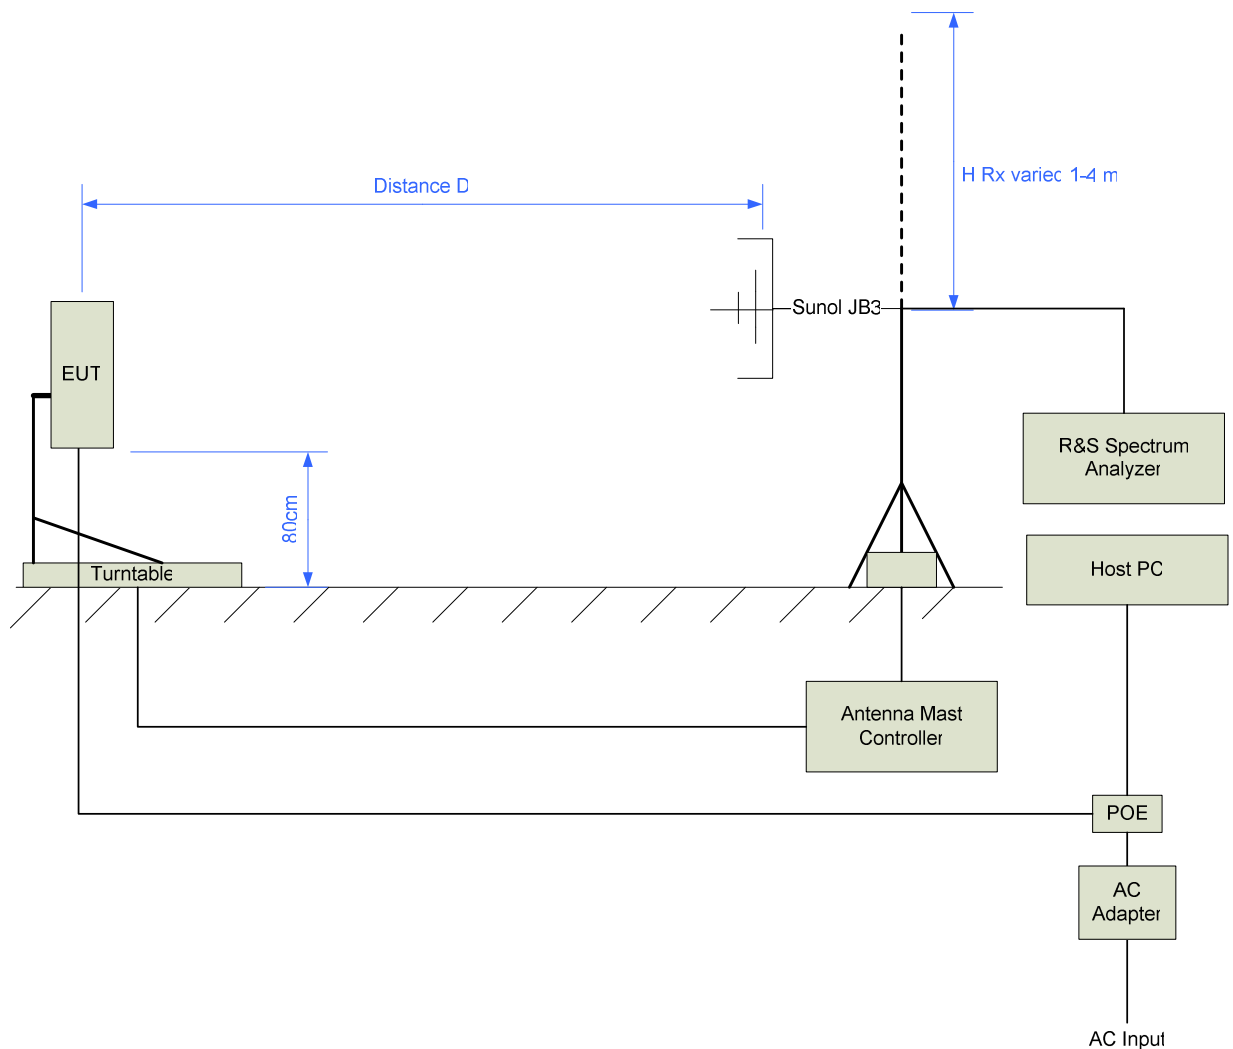 H Rx varied 1-4 m
Distance D
Sunol JB3
EUT
R&S Spectrum
Analyzer
80cm
Host PC
Turntable
Antenna Mast
Controller
POE
AC
Adapter
AC Input